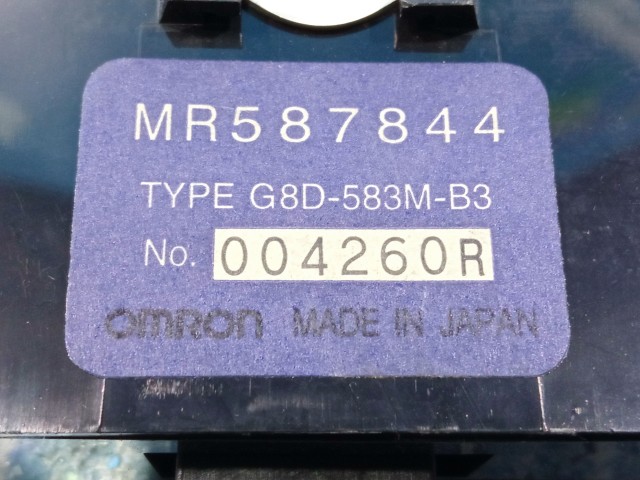 MR587844
TYPE G8D-583M-B3
No. 004260R
omron MADE IN JAPAN